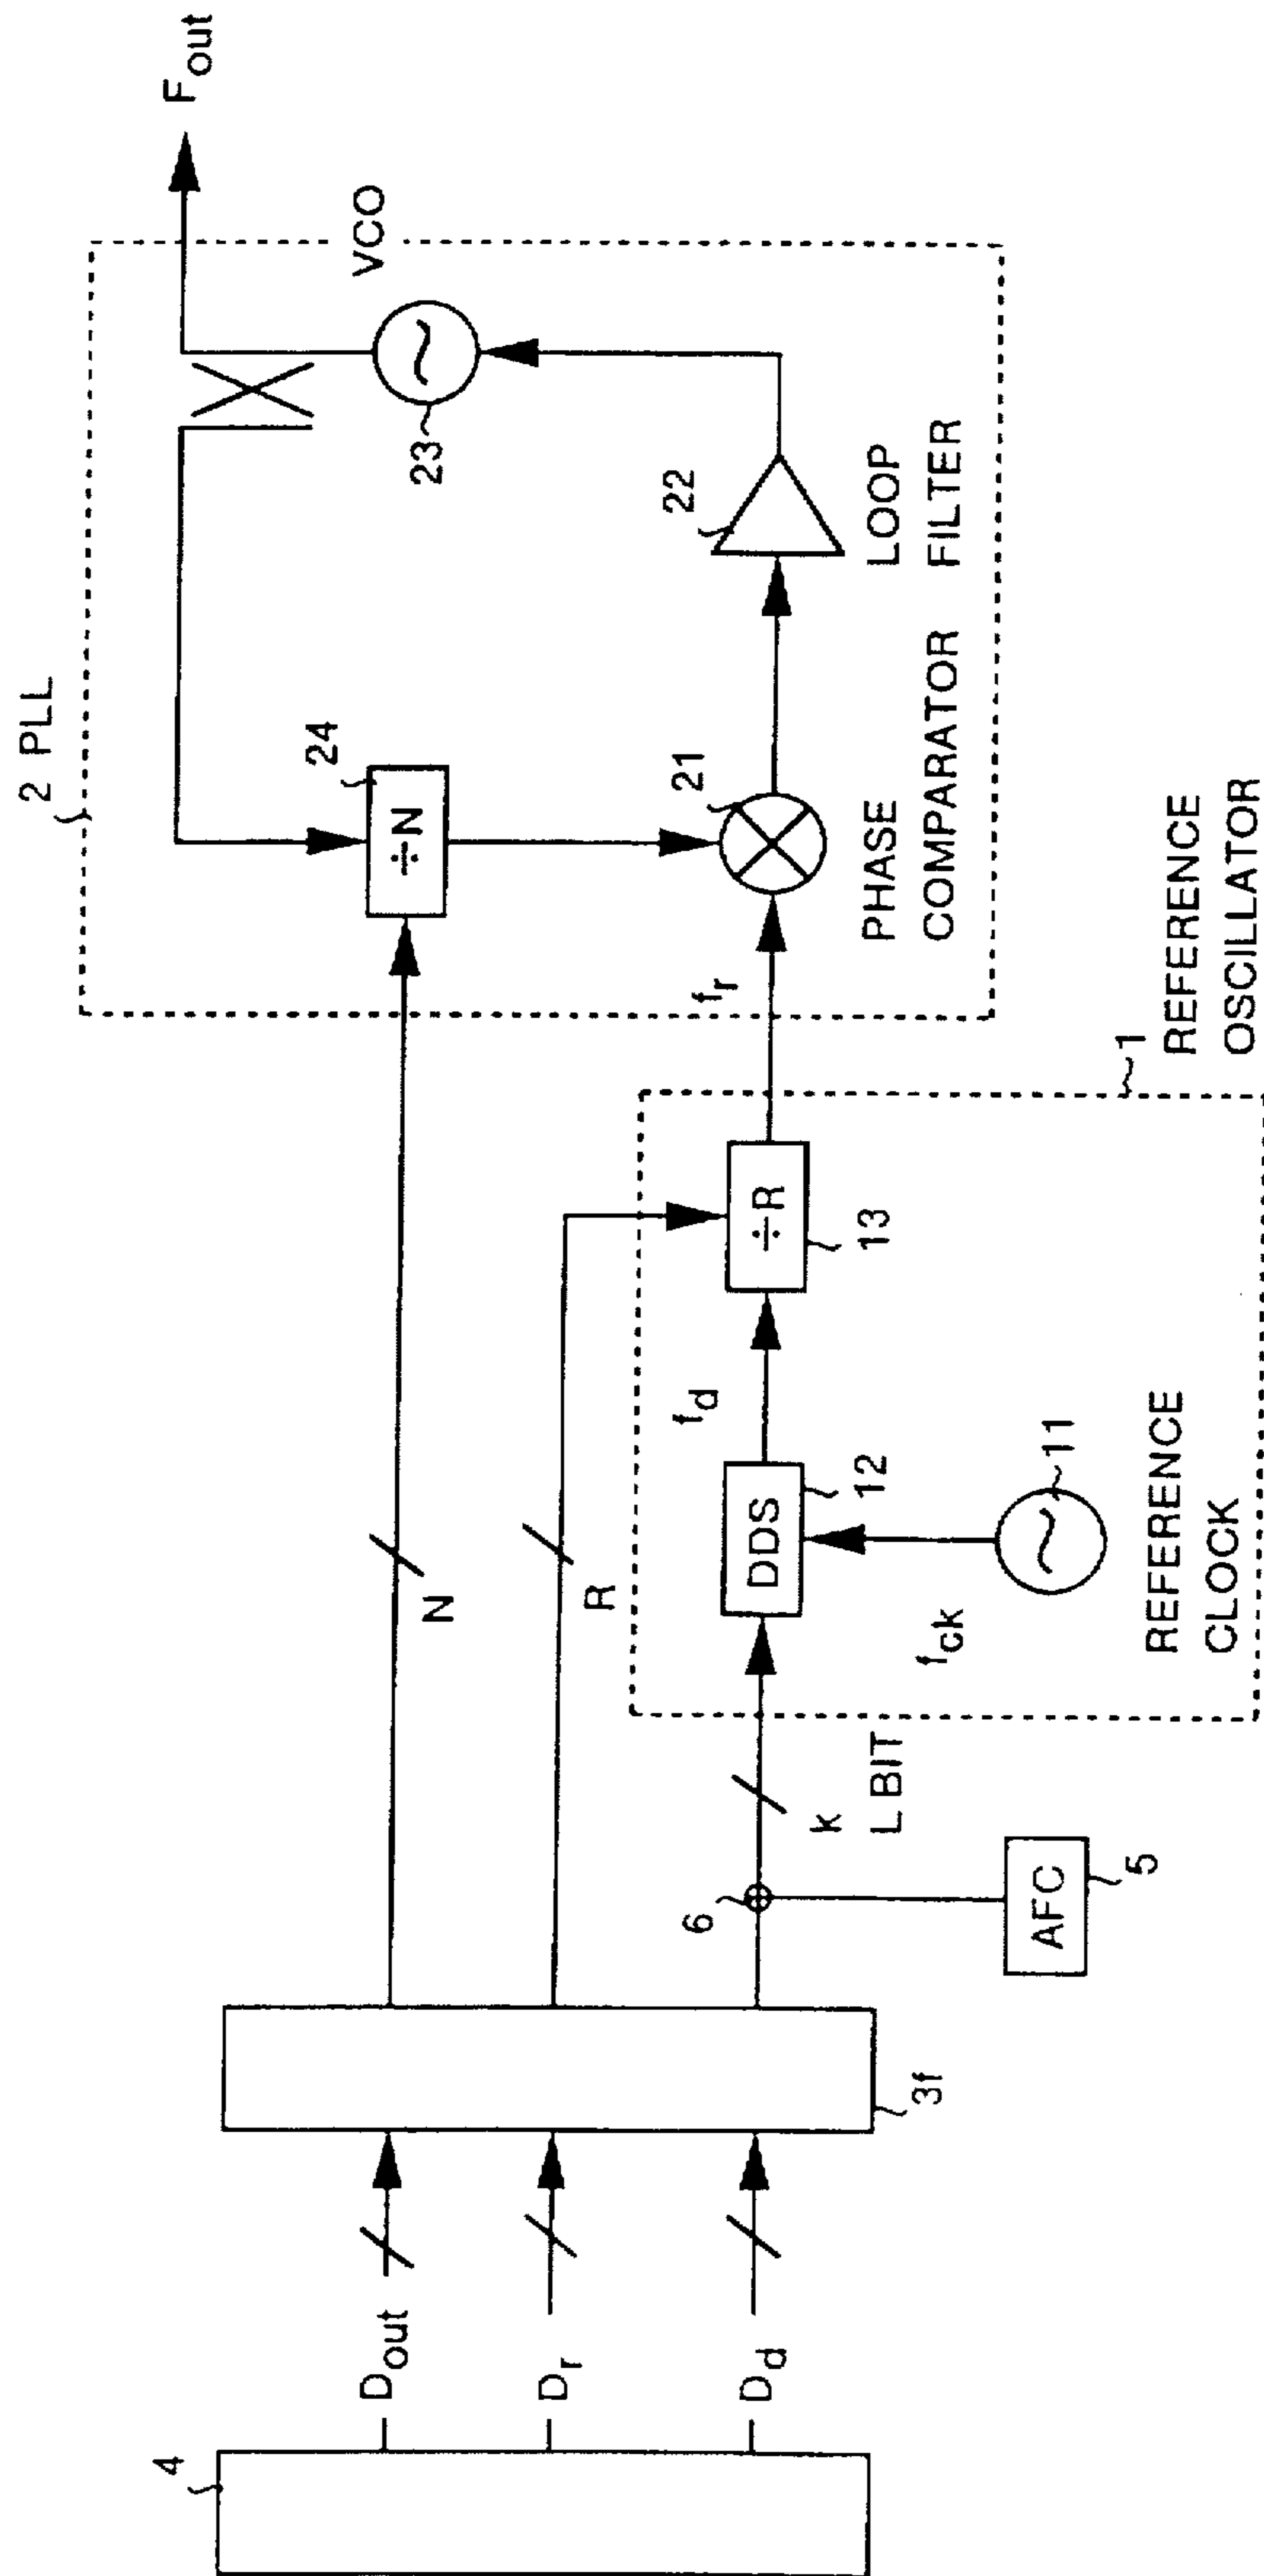 2 PLL
F_out
VCO
23
24
÷N
22
21
LOOP
FILTER
PHASE
COMPARATOR
f_r
1
REFERENCE
OSCILLATOR
÷R
13
f_d
DDS
12
11
f_ck
REFERENCE
CLOCK
N
R
k
L BIT
6
AFC
5
3f
4
D_out
D_r
D_d